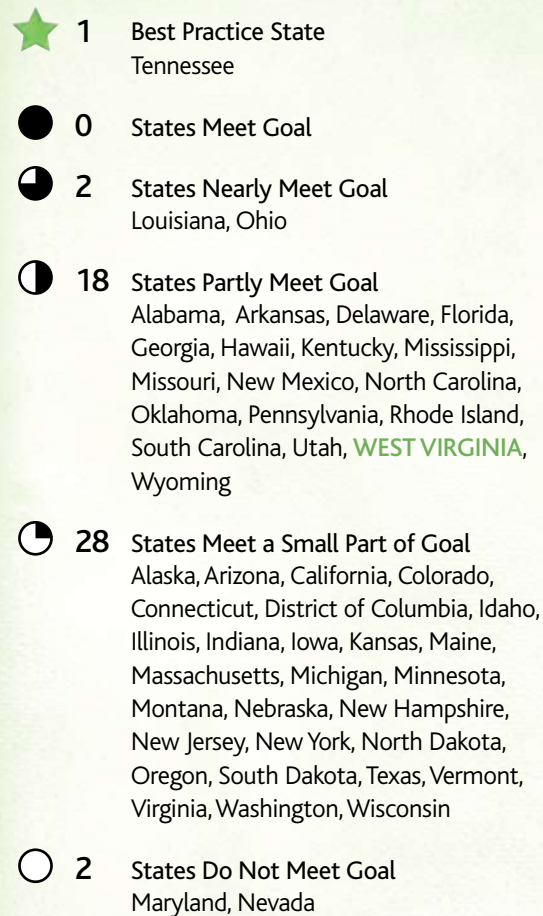 1 Best Practice State
Tennessee
0 States Meet Goal
2 States Nearly Meet Goal
Louisiana, Ohio
18 States Partly Meet Goal
Alabama, Arkansas, Delaware, Florida,
Georgia, Hawaii, Kentucky, Mississippi,
Missouri, New Mexico, North Carolina,
Oklahoma, Pennsylvania, Rhode Island,
South Carolina, Utah, WEST VIRGINIA,
Wyoming
28 States Meet a Small Part of Goal
Alaska, Arizona, California, Colorado,
Connecticut, District of Columbia, Idaho,
Illinois, Indiana, Iowa, Kansas, Maine,
Massachusetts, Michigan, Minnesota,
Montana, Nebraska, New Hampshire,
New Jersey, New York, North Dakota,
Oregon, South Dakota, Texas, Vermont,
Virginia, Washington, Wisconsin
2 States Do Not Meet Goal
Maryland, Nevada